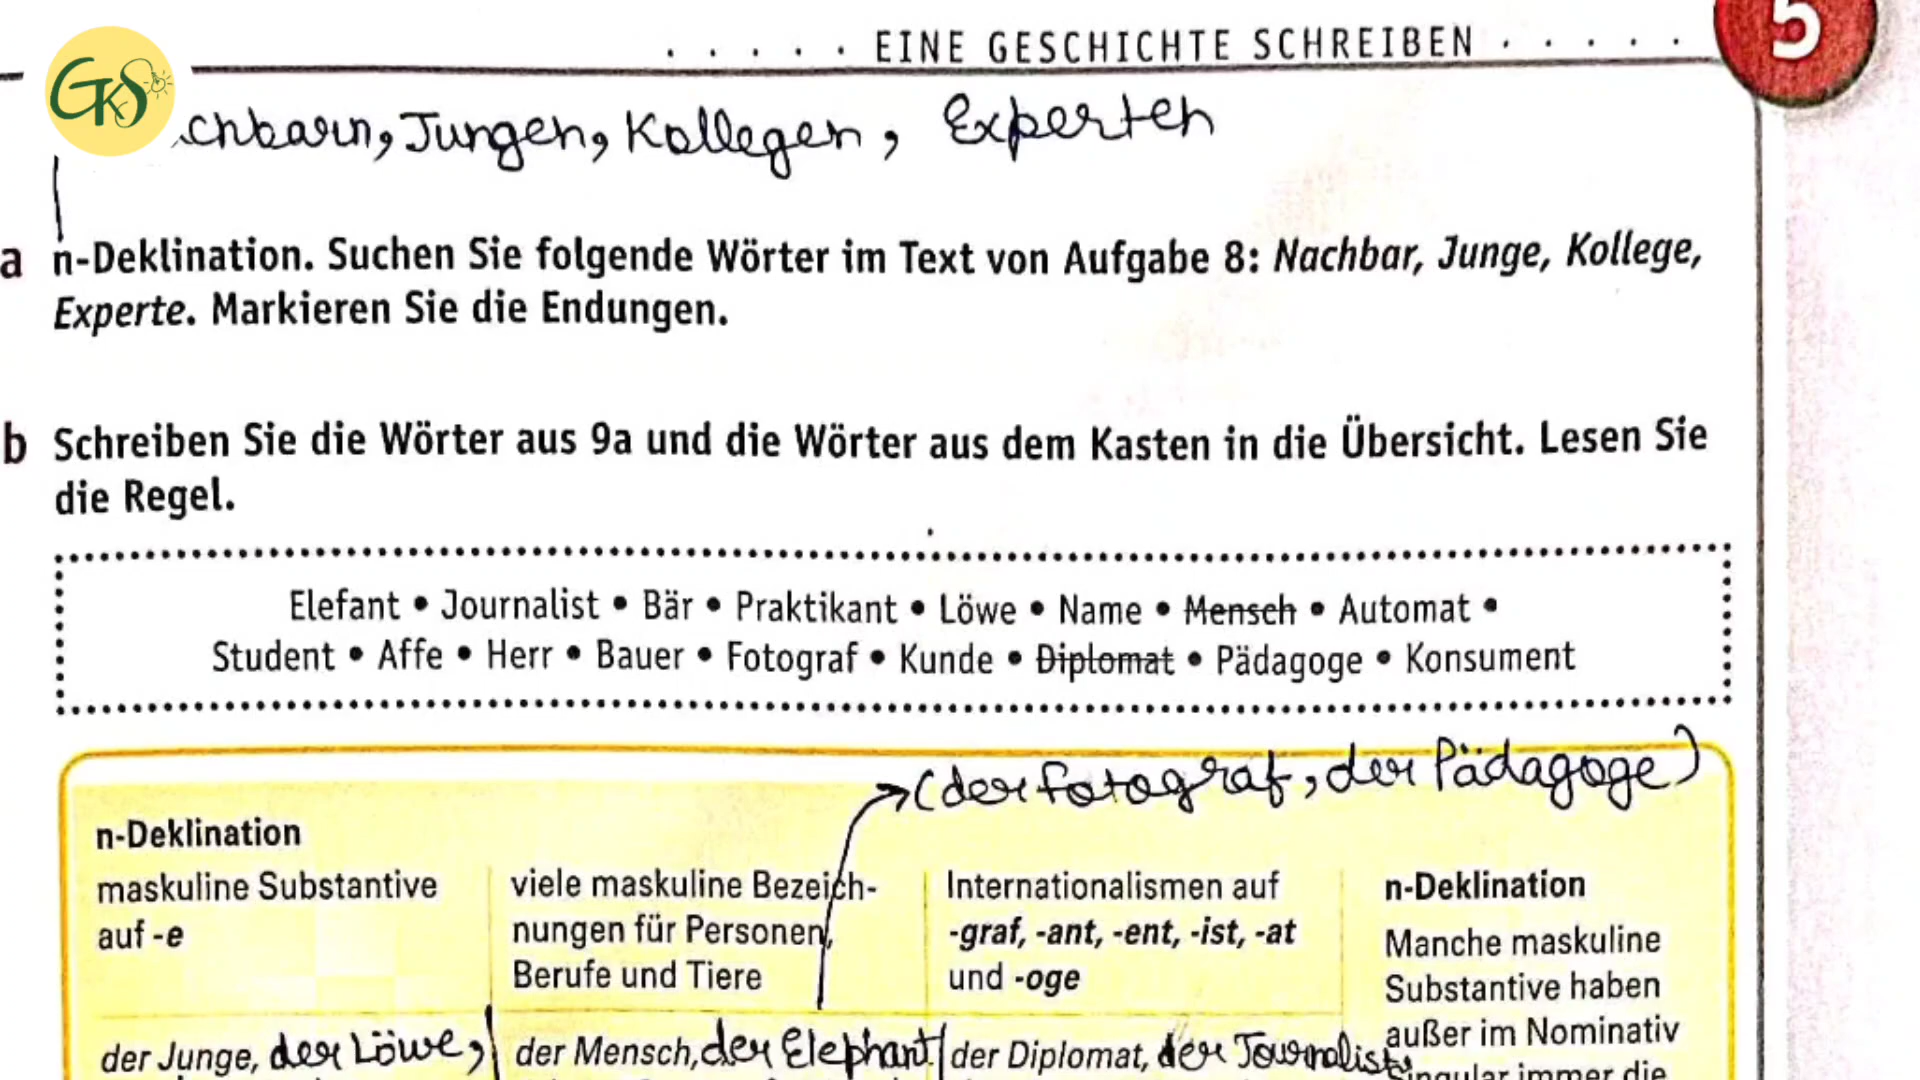 EINE GESCHICHTE SCHREIBEN
5
GKS
chbarn, Jungen, Kollegen, Experten
a n-Deklination. Suchen Sie folgende Wörter im Text von Aufgabe 8: Nachbar, Junge, Kollege,
Experte. Markieren Sie die Endungen.
b Schreiben Sie die Wörter aus 9a und die Wörter aus dem Kasten in die Übersicht. Lesen Sie
die Regel.
Elefant • Journalist • Bär • Praktikant • Löwe • Name • Mensch • Automat •
Student • Affe • Herr • Bauer • Fotograf • Kunde • Diplomat • Pädagoge • Konsument
(der Fotograf, der Pädagoge)
n-Deklination
maskuline Substantive
auf -e
der Junge, der Löwe,
viele maskuline Bezeich-
nungen für Personen,
Berufe und Tiere
der Mensch, der Elephant
Internationalismen auf
-graf, -ant, -ent, -ist, -at
und -oge
der Diplomat, der Journalist,
n-Deklination
Manche maskuline
Substantive haben
außer im Nominativ
Singular immer die